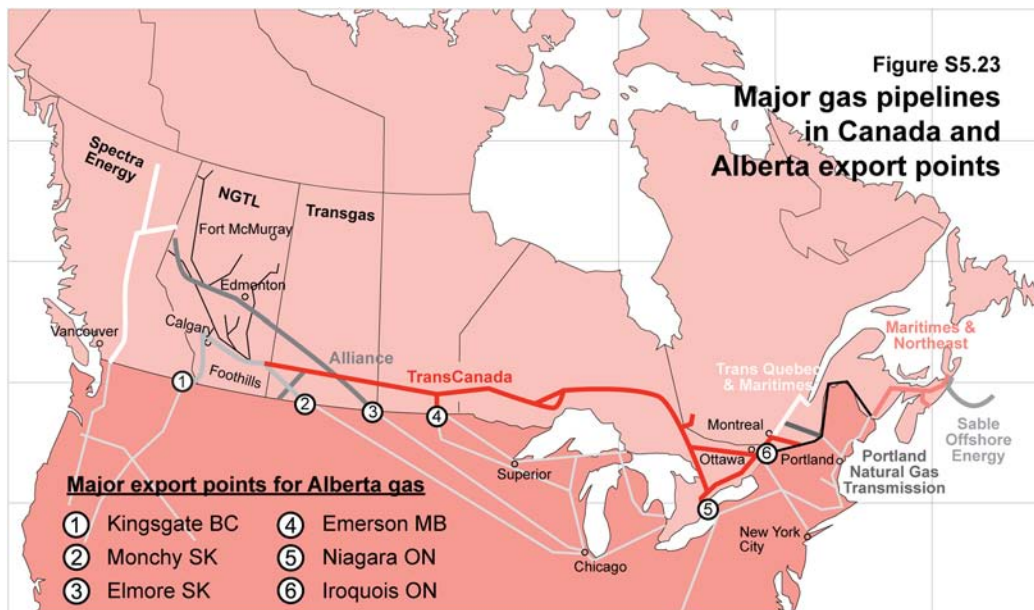 Figure S5.23
Major gas pipelines
in Canada and
Alberta export points
Spectra
Energy
NGTL
Transgas
Fort McMurray
Edmonton
Vancouver
Calgary
Alliance
Foothills
TransCanada
Maritimes &
Northeast
Trans Quebec
& Maritimes
Montreal
Ottawa
Portland
Sable
Offshore
Energy
Portland
Natural Gas
Transmission
Superior
New York
City
Chicago
1
2
3
4
5
6
Major export points for Alberta gas
1 Kingsgate BC
2 Monchy SK
3 Elmore SK
4 Emerson MB
5 Niagara ON
6 Iroquois ON